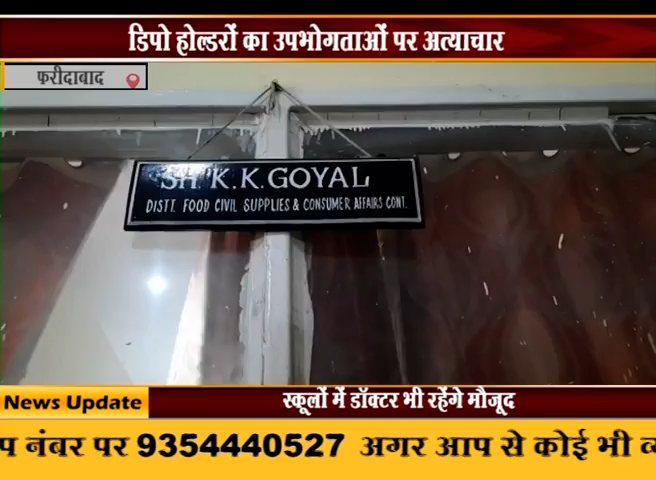 डिपो होल्डरों का उपभोगताओं पर अत्याचार
फरीदाबाद
SH. K. K. GOYAL
DISTT. FOOD CIVIL SUPPLIES & CONSUMER AFFAIRS CONT.
News Update
स्कूलों में डॉक्टर भी रहेंगे मौजूद
प नंबर पर 9354440527 अगर आप से कोई भी व्य